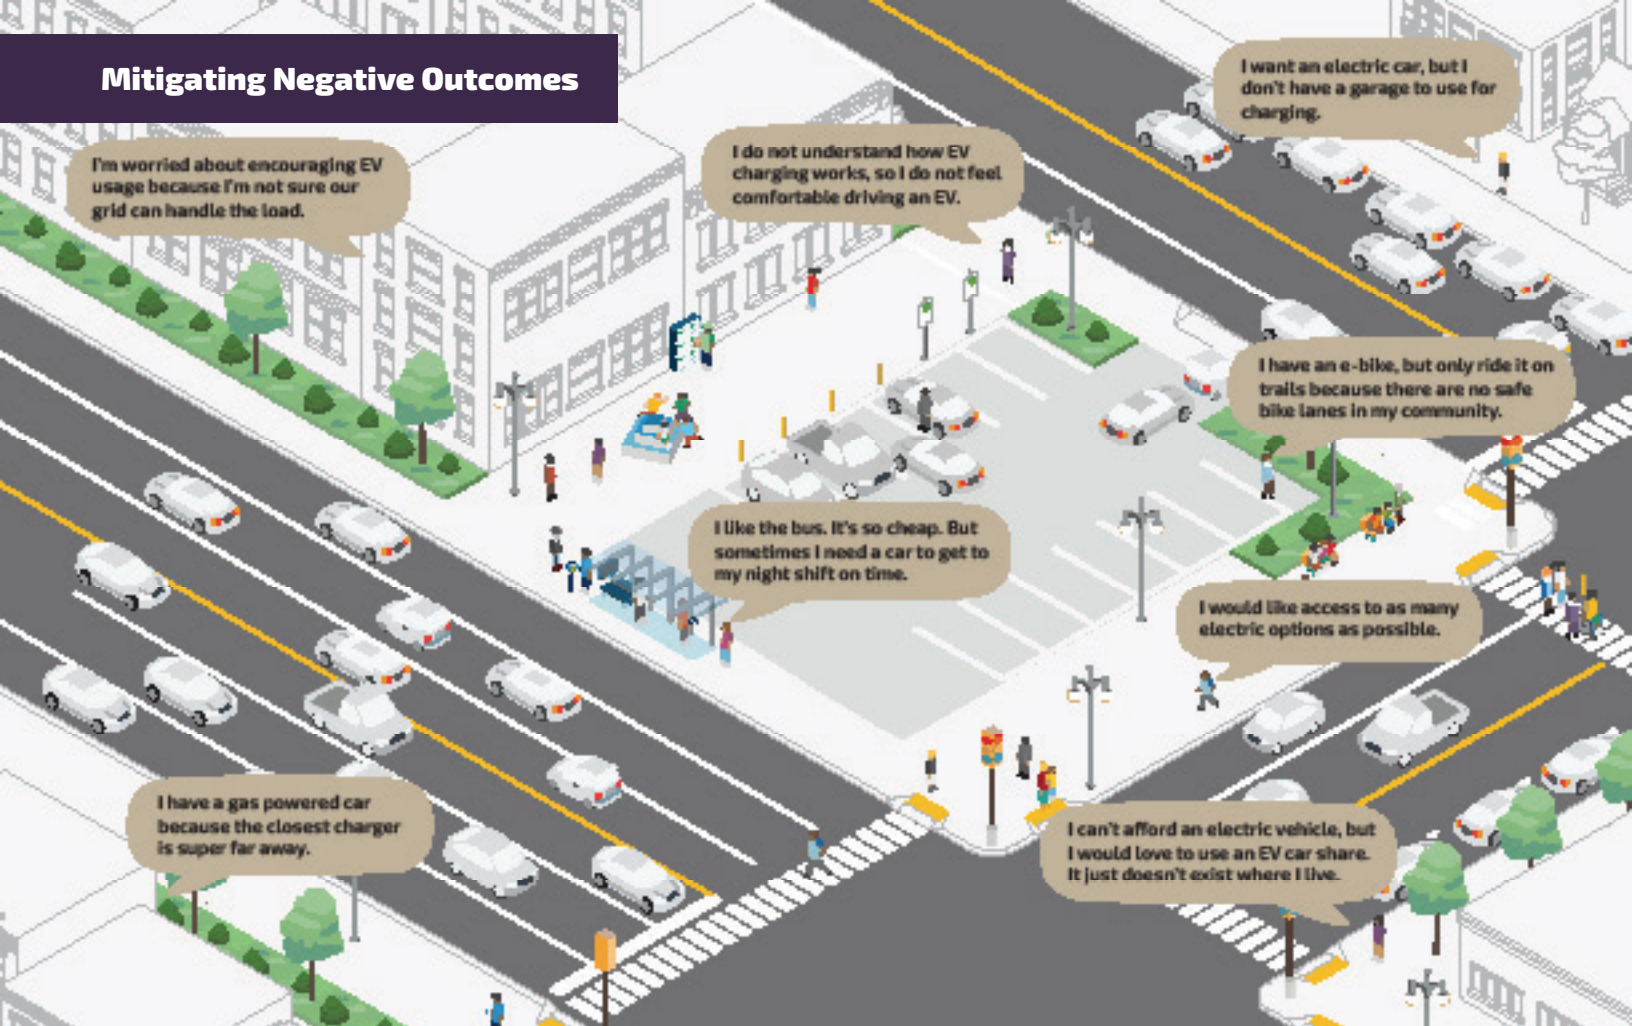 Mitigating Negative Outcomes
I want an electric car, but I
don't have a garage to use for
charging.
I'm worried about encouraging EV
usage because I'm not sure our
grid can handle the load.
I do not understand how EV
charging works, so I do not feel
comfortable driving an EV.
I have an e-bike, but only ride it on
trails because there are no safe
bike lanes in my community.
I like the bus. It's so cheap. But
sometimes I need a car to get to
my night shift on time.
I would like access to as many
electric options as possible.
I have a gas powered car
because the closest charger
is super far away.
I can't afford an electric vehicle, but
I would love to use an EV car share.
It just doesn't exist where I live.